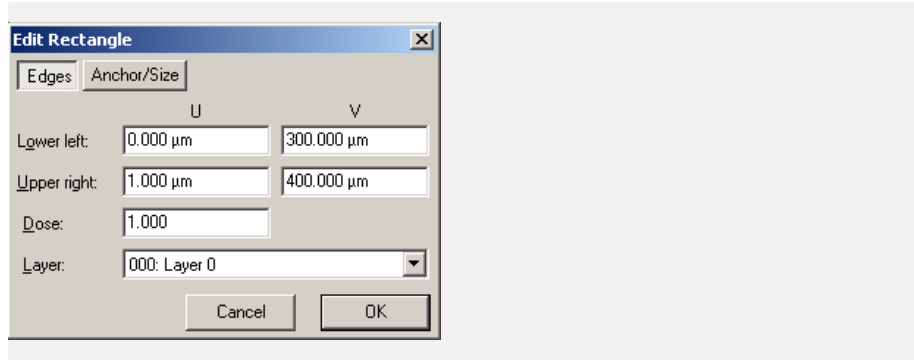 Edit Rectangle
Edges Anchor/Size
U V
Lower left: 0.000 µm 300.000 µm
Upper right: 1.000 µm 400.000 µm
Dose: 1.000
Layer: 000: Layer 0
Cancel OK